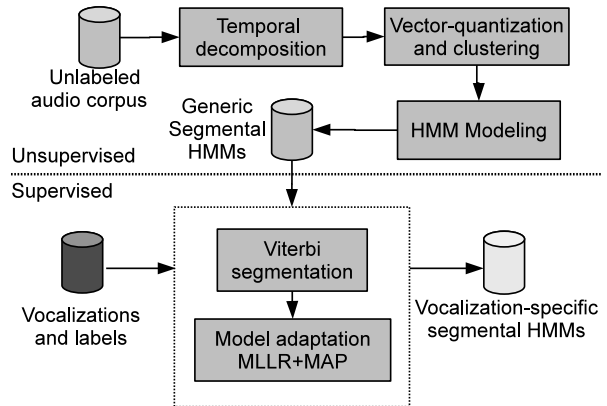 Temporal
decomposition
Vector-quantization
and clustering
Unlabeled
audio corpus
Generic
Segmental
HMMs
HMM Modeling
Unsupervised
Supervised
Viterbi
segmentation
Vocalizations
and labels
Model adaptation
MLLR+MAP
Vocalization-specific
segmental HMMs